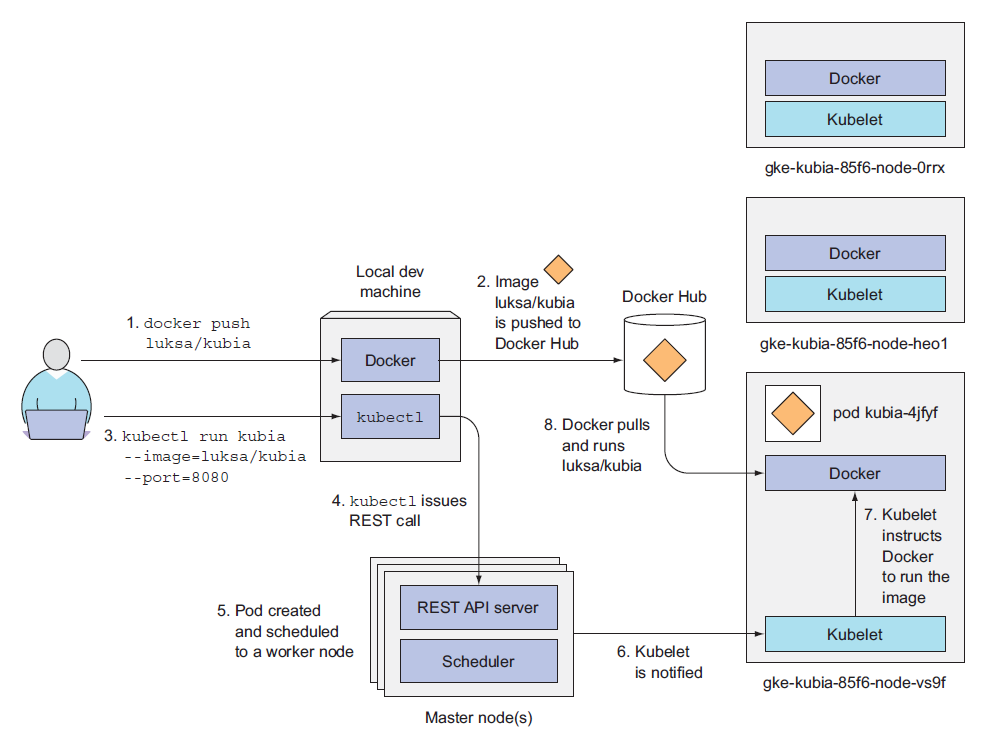 Docker
Kubelet
gke-kubia-85f6-node-0rrx
Docker
Kubelet
gke-kubia-85f6-node-heo1
Local dev
machine
1. docker push
luksa/kubia
Docker
kubectl
2. Image
luksa/kubia
is pushed to
Docker Hub
Docker Hub
3. kubectl run kubia
--image=luksa/kubia
--port=8080
4. kubectl issues
REST call
5. Pod created
and scheduled
to a worker node
REST API server
Scheduler
Master node(s)
6. Kubelet
is notified
8. Docker pulls
and runs
luksa/kubia
pod kubia-4jfyf
Docker
7. Kubelet
instructs
Docker
to run the
image
Kubelet
gke-kubia-85f6-node-vs9f